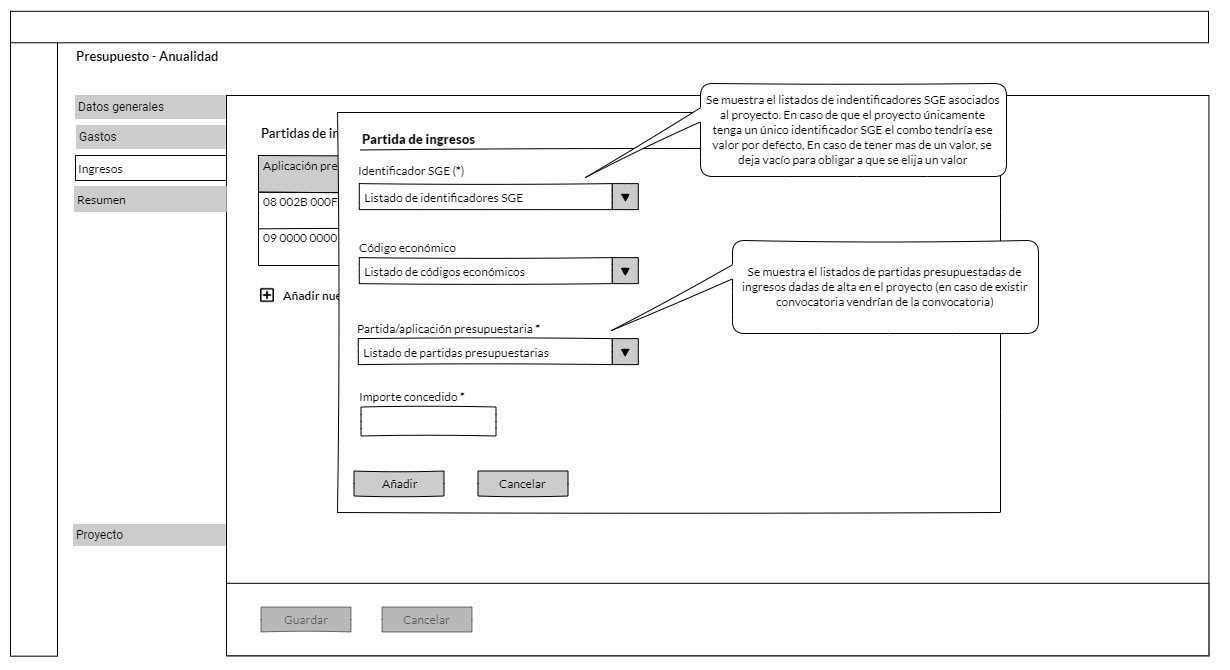 Presupuesto - Anualidad
Datos generales
Gastos
Ingresos
Resumen
Proyecto
Partidas de ir
Aplicación pre
08 002B 000F
09 0000 0000
Añadir nue
Partida de ingresos
Identificador SGE (*)
Listado de identificadores SGE
Código económico
Listado de códigos económicos
Partida/aplicación presupuestaria *
Listado de partidas presupuestarias
Importe concedido *
Añadir
Cancelar
Se muestra el listados de indentificadores SGE asociados
al proyecto. En caso de que el proyecto únicamente
tenga un único identificador SGE el combo tendría ese
valor por defecto, En caso de tener mas de un valor, se
deja vacío para obligar a que se elija un valor
Se muestra el listados de partidas presupuestadas de
ingresos dadas de alta en el proyecto (en caso de existir
convocatoria vendrían de la convocatoria)
Guardar
Cancelar